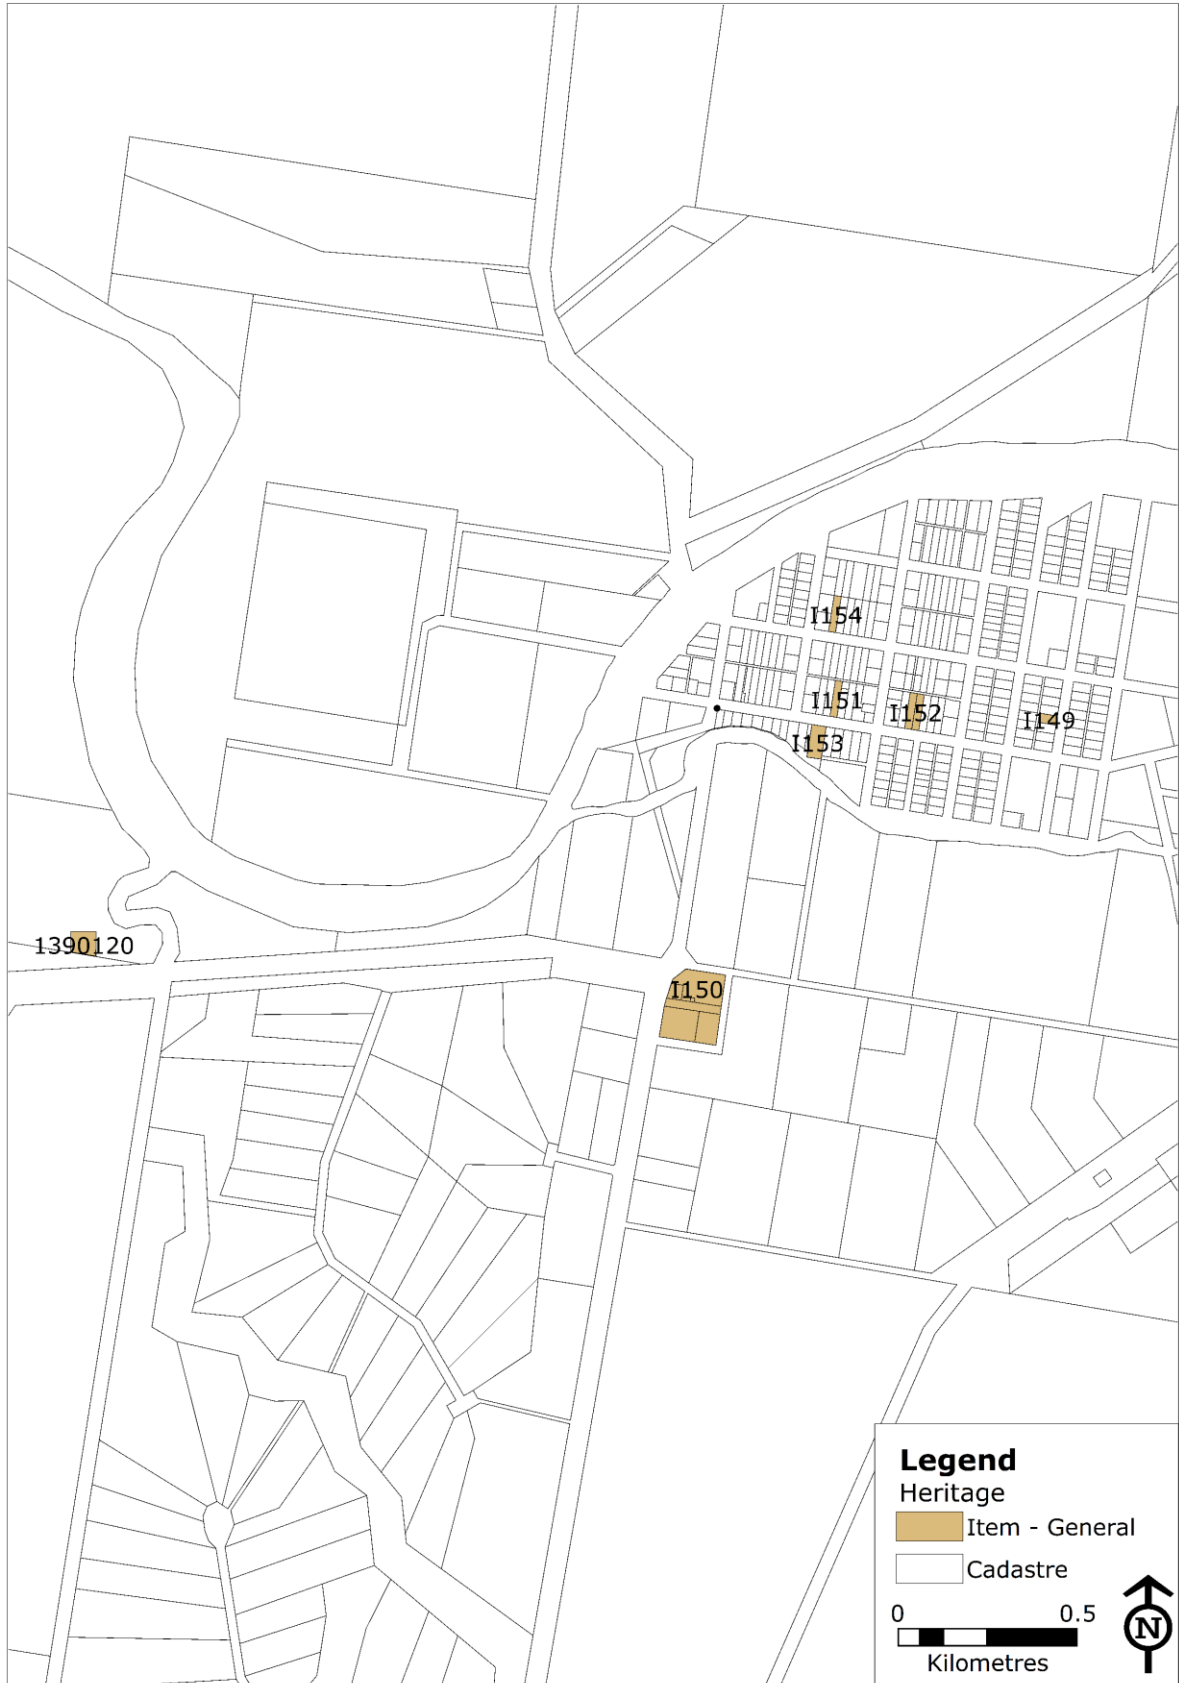 I154
I151
I152
I149
I153
1390120
I150
Legend
Heritage
Item - General
Cadastre
0 0.5
Kilometres
N